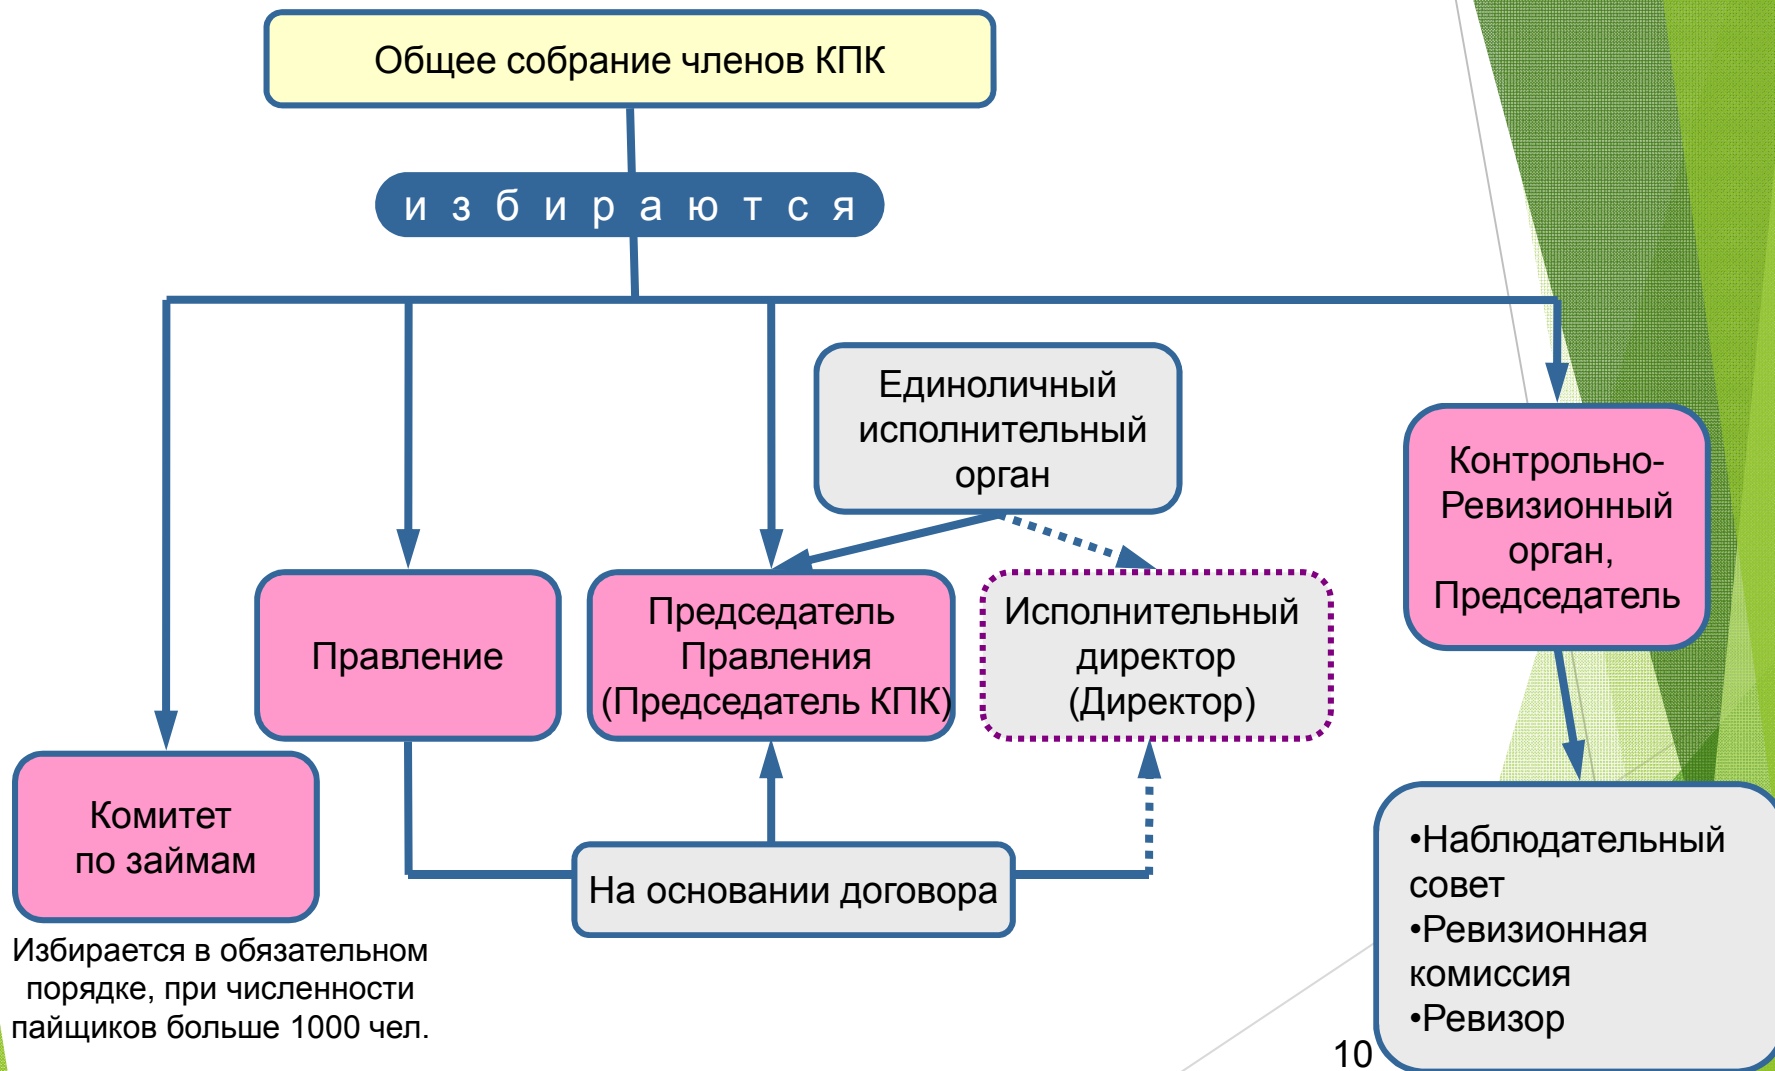 Общее собрание членов КПК
избираются
Единоличный
исполнительный
орган
Контрольно-
Ревизионный
орган,
Председатель
Правление
Председатель
Правления
(Председатель КПК)
Исполнительный
директор
(Директор)
Комитет
по займам
На основании договора
•Наблюдательный
совет
•Ревизионная
комиссия
•Ревизор
Избирается в обязательном
порядке, при численности
пайщиков больше 1000 чел.
10